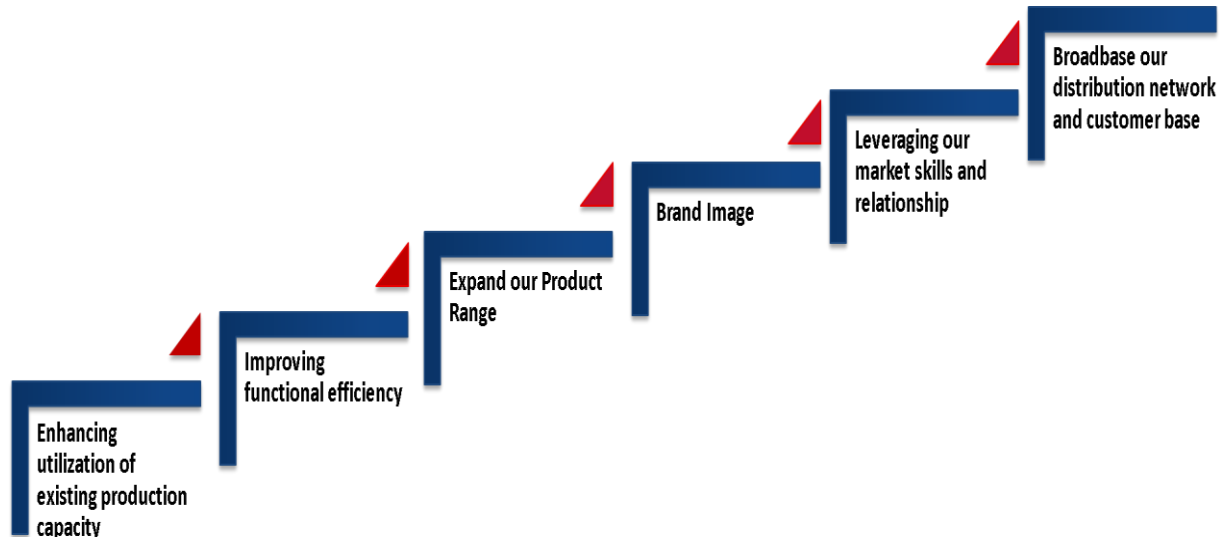 Enhancing
utilization of
existing production
capacity
Improving
functional efficiency
Expand our Product
Range
Brand Image
Leveraging our
market skills and
relationship
Broadbase our
distribution network
and customer base